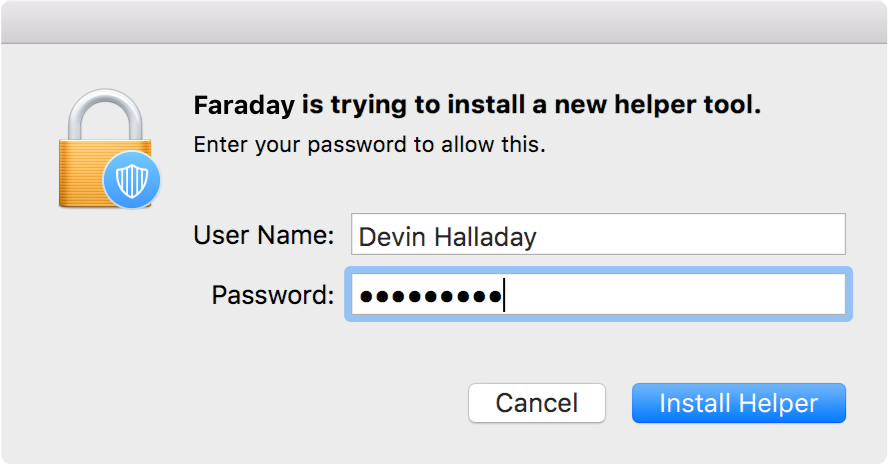 Faraday is trying to install a new helper tool.
Enter your password to allow this.
User Name: Devin Halladay
Password: •••••••••
Cancel Install Helper